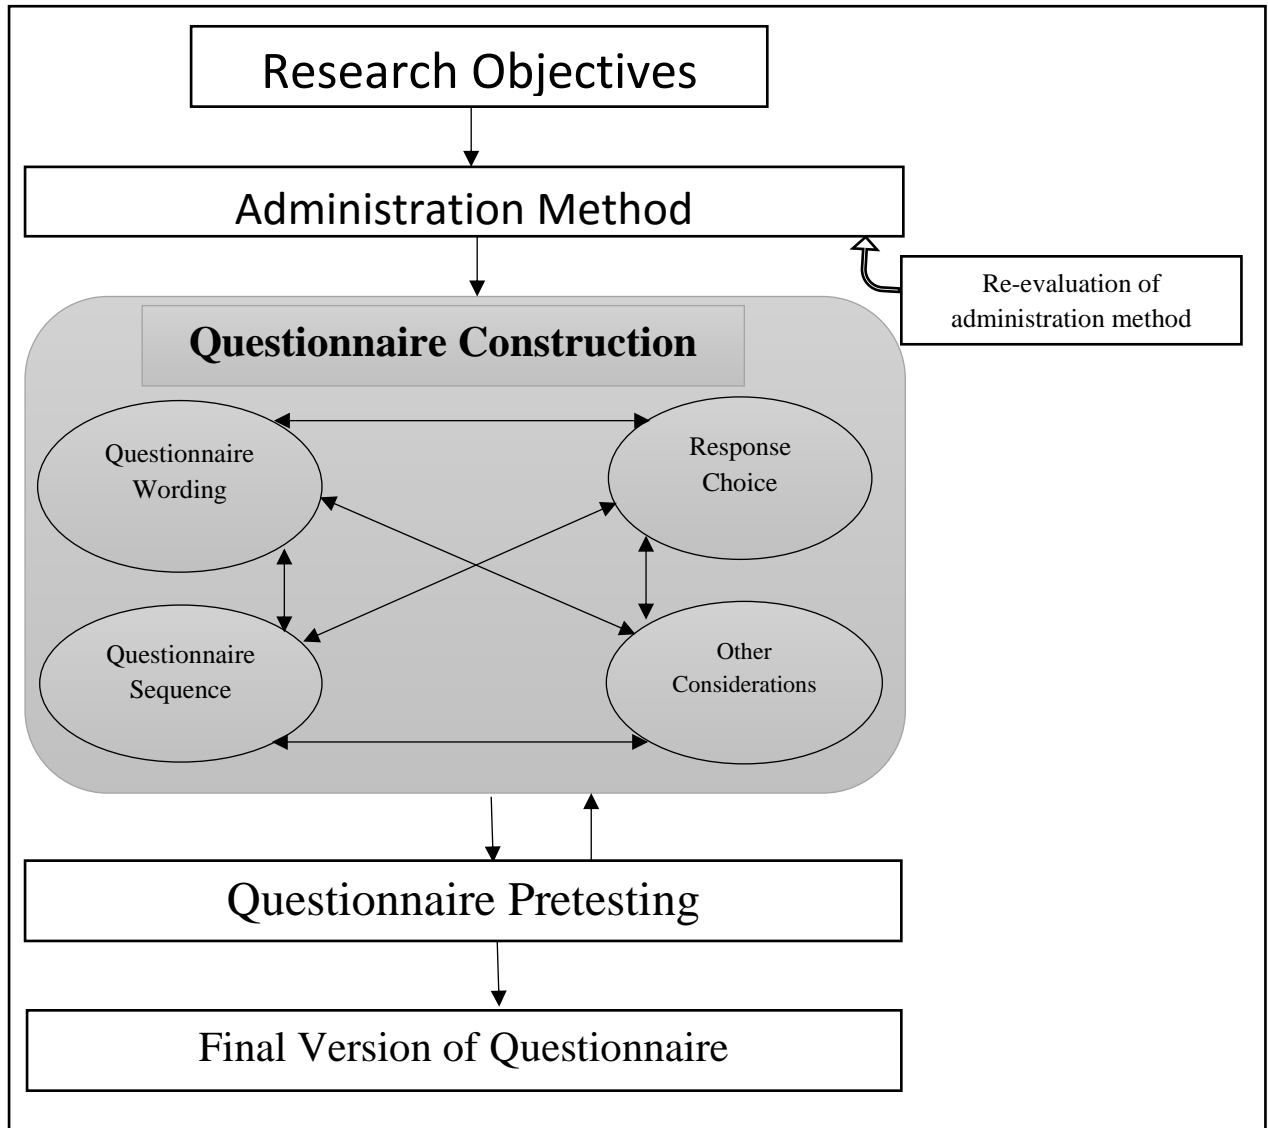 Research Objectives
Administration Method
Re-evaluation of
administration method
Questionnaire Construction
Questionnaire
Wording
Response
Choice
Questionnaire
Sequence
Other
Considerations
Questionnaire Pretesting
Final Version of Questionnaire